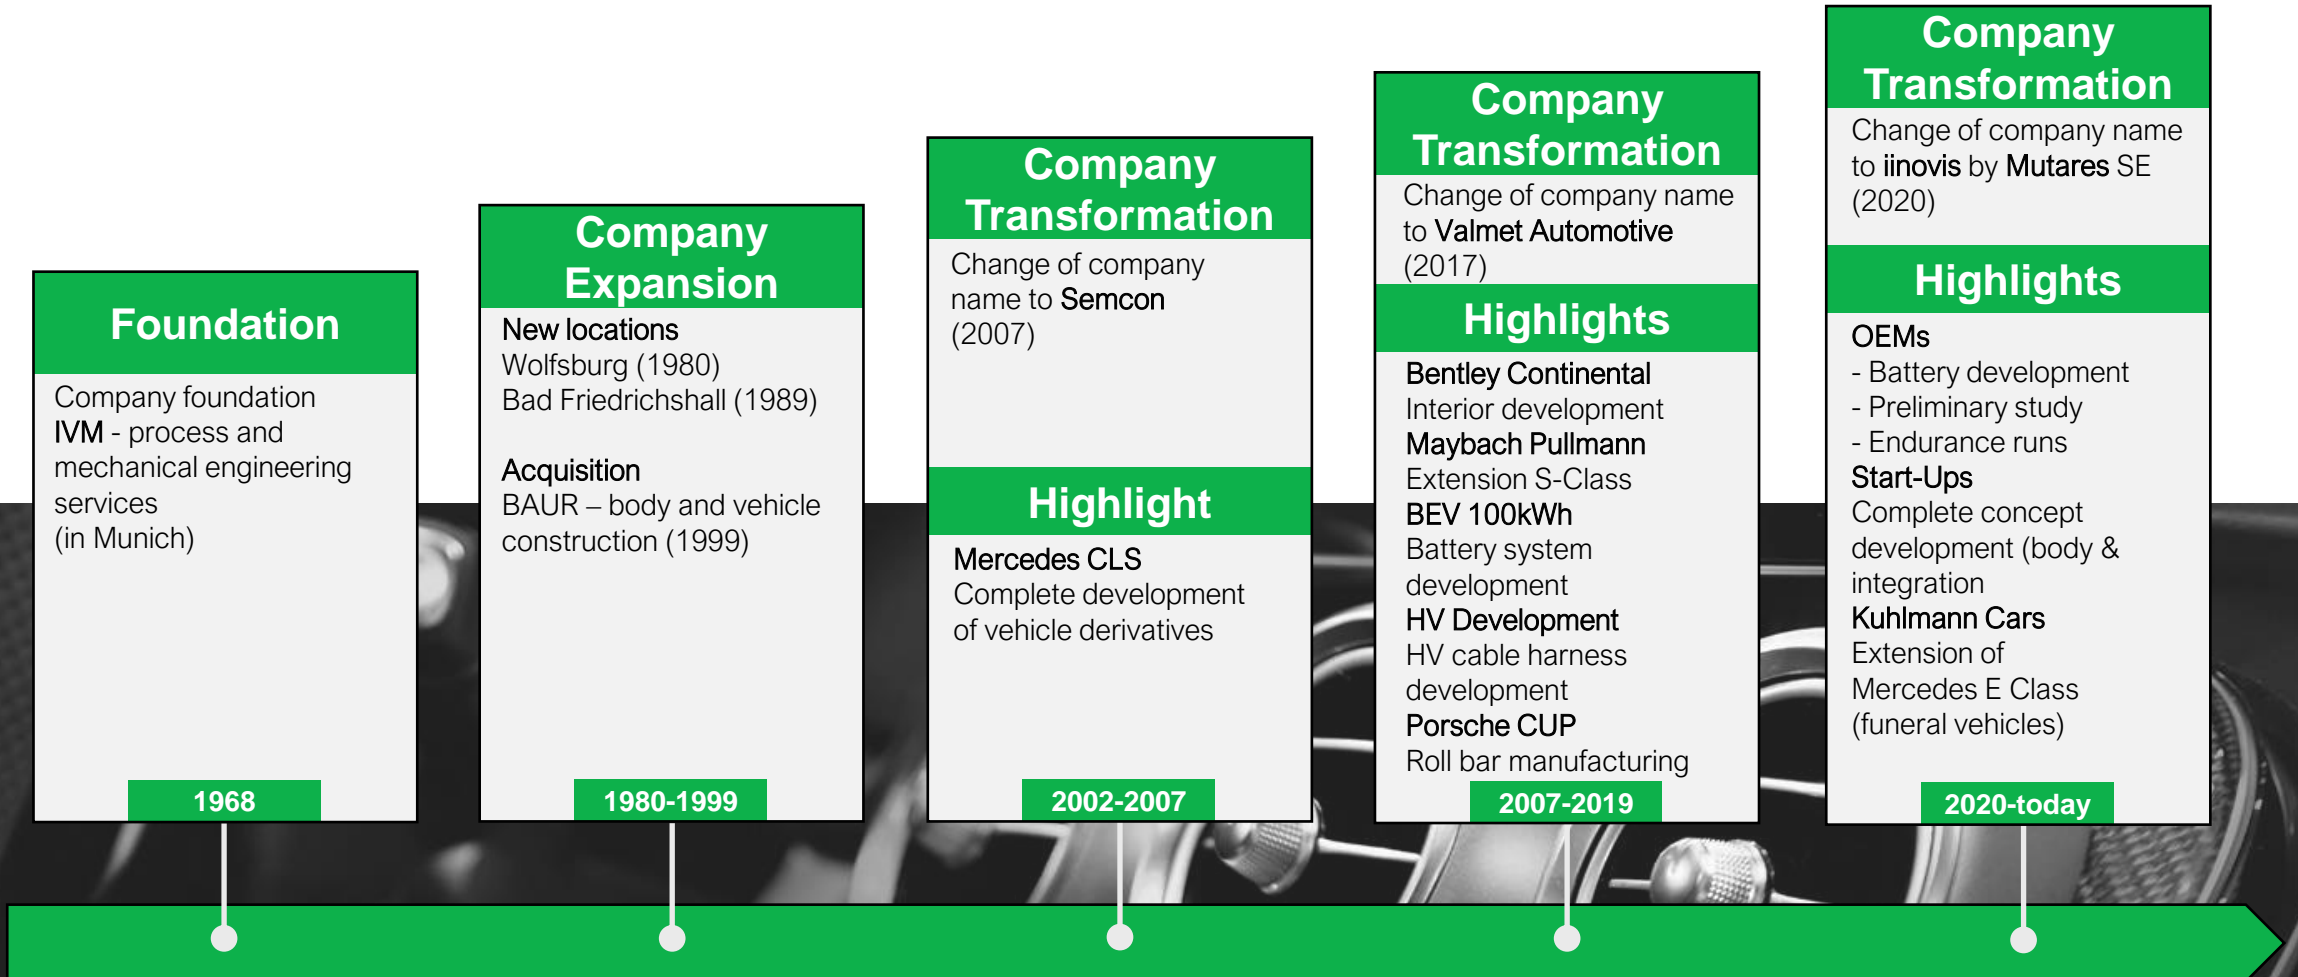 Foundation
Company foundation
IVM - process and
mechanical engineering
services
(in Munich)
1968
Company
Expansion
New locations
Wolfsburg (1980)
Bad Friedrichshall (1989)
Acquisition
BAUR – body and vehicle
construction (1999)
1980-1999
Company
Transformation
Change of company
name to Semcon
(2007)
Highlight
Mercedes CLS
Complete development
of vehicle derivatives
2002-2007
Company
Transformation
Change of company name
to Valmet Automotive
(2017)
Highlights
Bentley Continental
Interior development
Maybach Pullmann
Extension S-Class
BEV 100kWh
Battery system
development
HV Development
HV cable harness
development
Porsche CUP
Roll bar manufacturing
2007-2019
Company
Transformation
Change of company name
to iinovis by Mutares SE
(2020)
Highlights
OEMs
- Battery development
- Preliminary study
- Endurance runs
Start-Ups
Complete concept
development (body &
integration
Kuhlmann Cars
Extension of
Mercedes E Class
(funeral vehicles)
2020-today